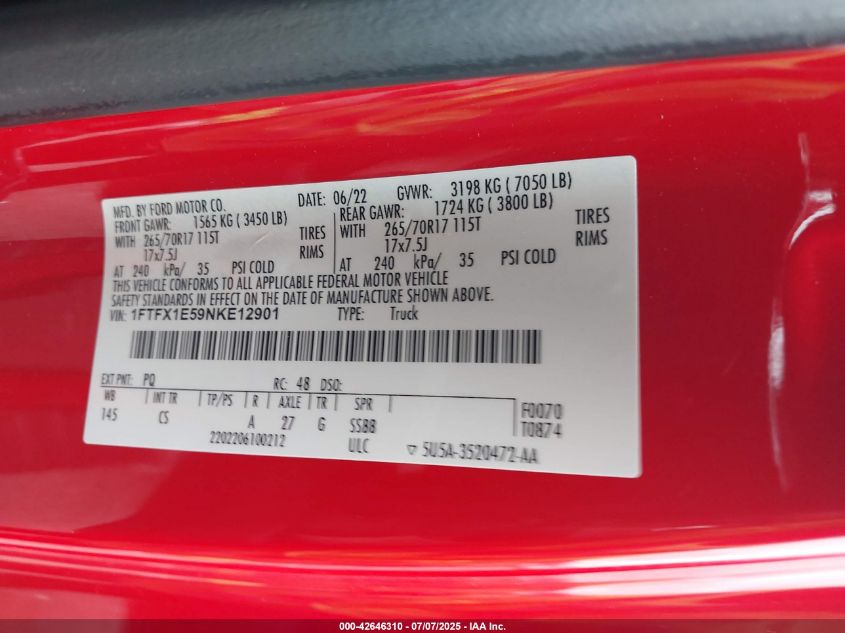 MFD. BY FORD MOTOR CO. DATE: 06/22 GVWR: 3198 KG ( 7050 LB)
FRONT GAWR: 1565 KG ( 3450 LB) REAR GAWR: 1724 KG ( 3800 LB)
WITH 265/70R17 115T TIRES WITH 265/70R17 115T TIRES
17x7.5J RIMS 17x7.5J RIMS
AT 240 kPa/ 35 PSI COLD AT 240 kPa/ 35 PSI COLD
THIS VEHICLE CONFORMS TO ALL APPLICABLE FEDERAL MOTOR VEHICLE
SAFETY STANDARDS IN EFFECT ON THE DATE OF MANUFACTURE SHOWN ABOVE.
VIN: 1FTFX1E59NKE12901 TYPE: Truck
EXT PNT: PQ RC: 48 DSO:
WB INT TR TP/PS R AXLE TR SPR F0070
145 CS A 27 G SSBB T0874
2202206100212 ULC 5U5A-3520472-AA
000-42646310 - 07/07/2025 - IAA Inc.